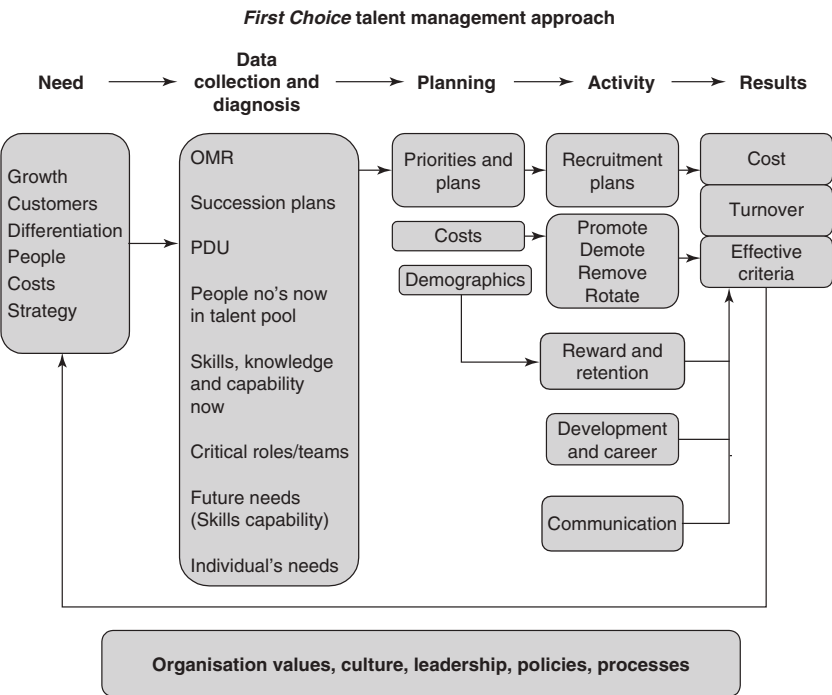 First Choice talent management approach
Need
Data
collection and
diagnosis
Planning
Activity
Results
Growth
Customers
Differentiation
People
Costs
Strategy
OMR
Succession plans
PDU
People no's now
in talent pool
Skills, knowledge
and capability
now
Critical roles/teams
Future needs
(Skills capability)
Individual's needs
Priorities and
plans
Costs
Demographics
Recruitment
plans
Promote
Demote
Remove
Rotate
Reward and
retention
Development
and career
Communication
Cost
Turnover
Effective
criteria
Organisation values, culture, leadership, policies, processes